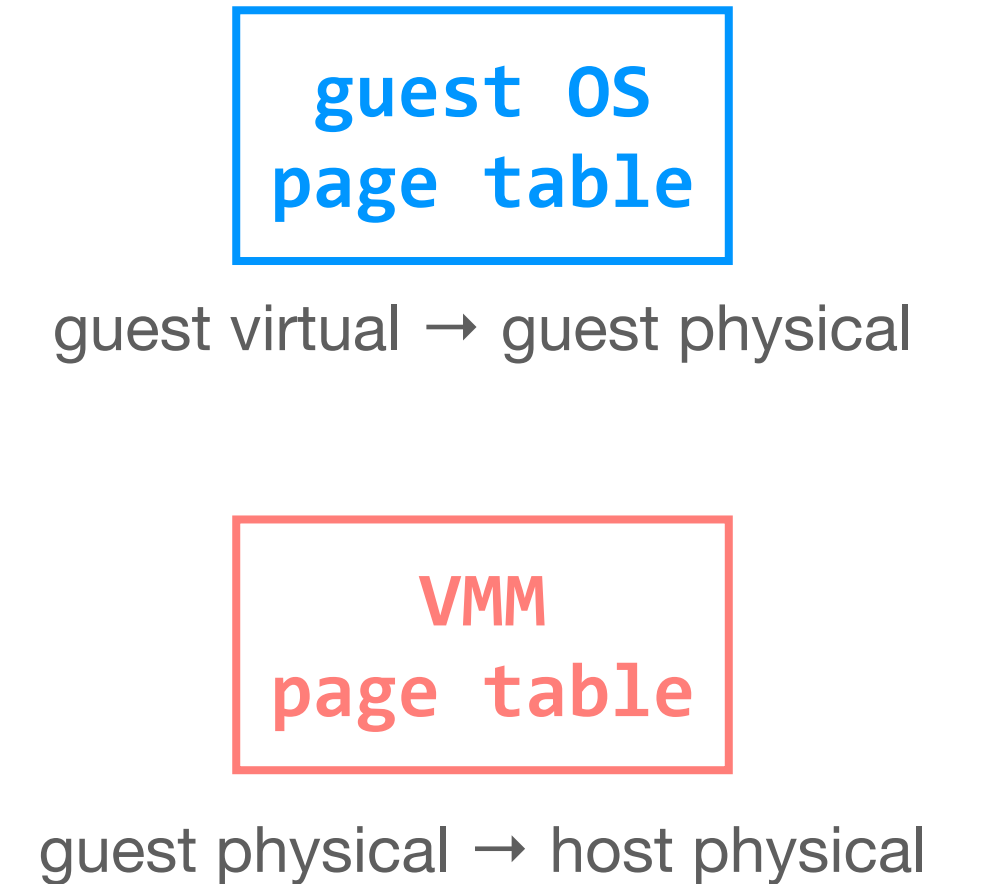 guest OS
page table
guest virtual → guest physical
VMM
page table
guest physical → host physical